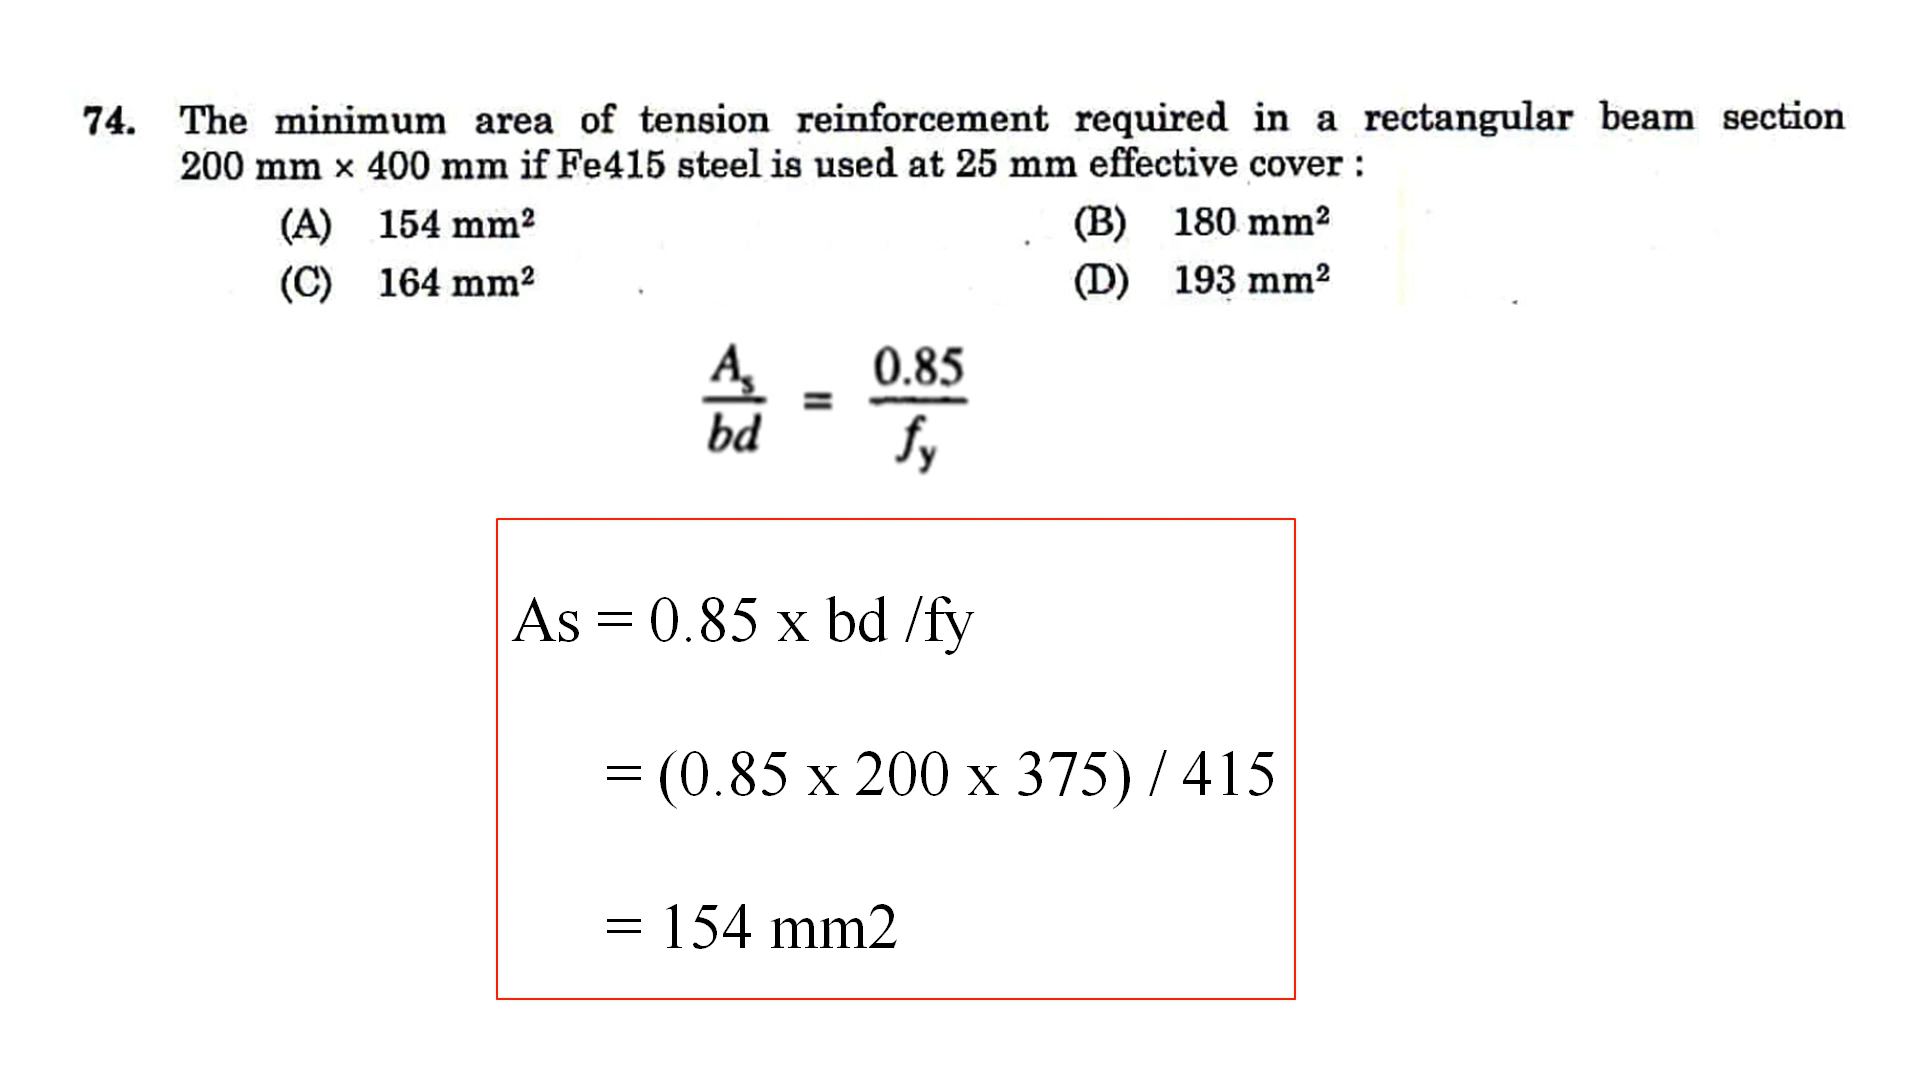 74. The minimum area of tension reinforcement required in a rectangular beam section
200 mm × 400 mm if Fe415 steel is used at 25 mm effective cover :
(A) 154 mm² (B) 180 mm²
(C) 164 mm² (D) 193 mm²
As/bd = 0.85/fy
As = 0.85 x bd /fy
= (0.85 x 200 x 375) / 415
= 154 mm2